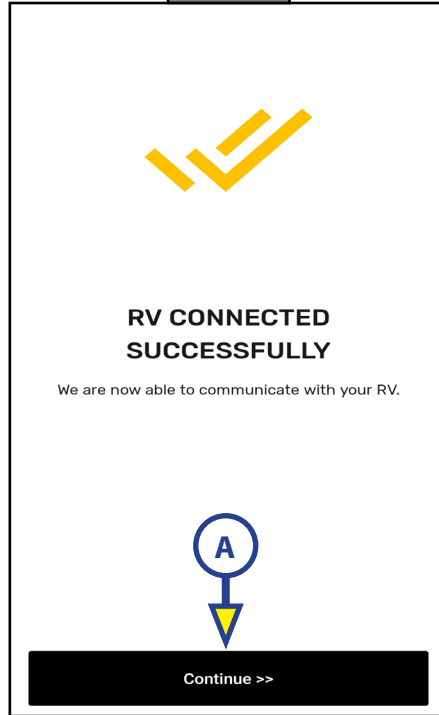 RV CONNECTED
SUCCESSFULLY
We are now able to communicate with your RV.
A
Continue >>